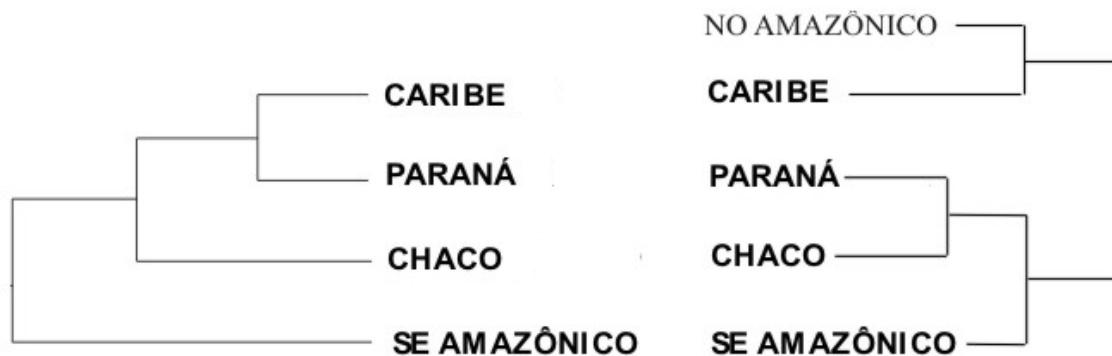 NO AMAZÔNICO
CARIBE
CARIBE
PARANÁ
PARANÁ
CHACO
CHACO
SE AMAZÔNICO
SE AMAZÔNICO